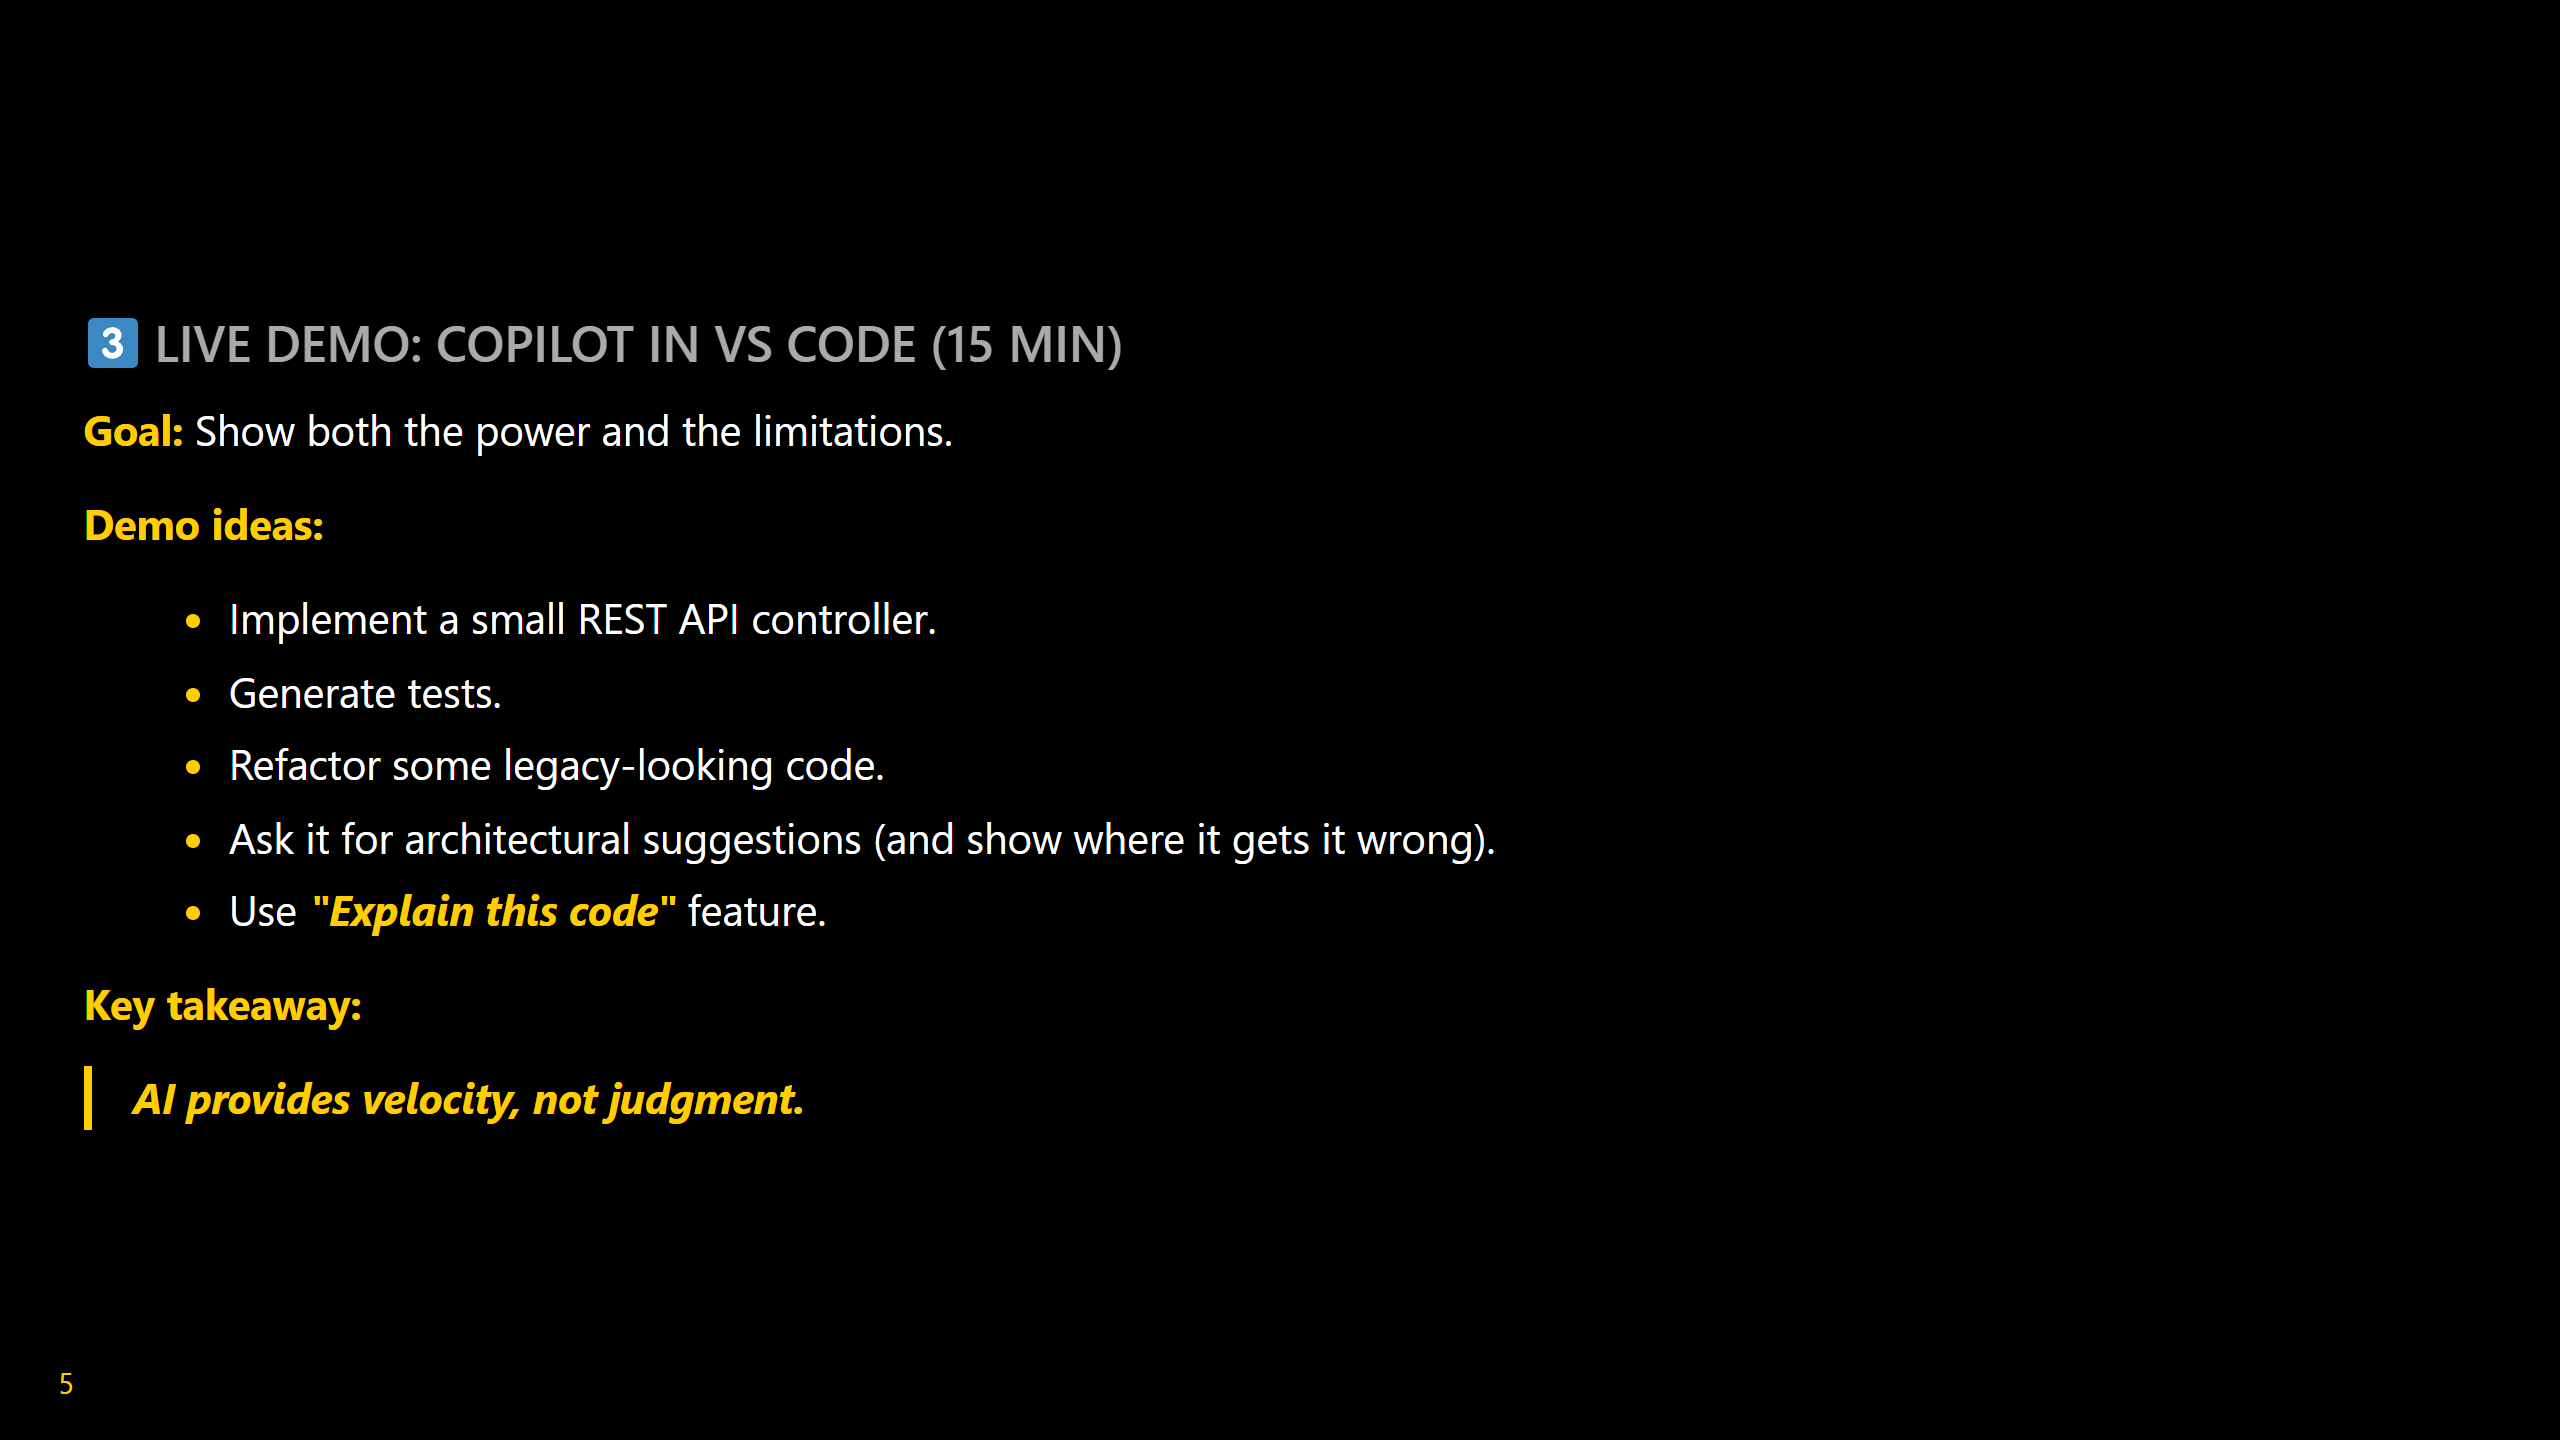 3 LIVE DEMO: COPILOT IN VS CODE (15 MIN)
Goal: Show both the power and the limitations.
Demo ideas:
• Implement a small REST API controller.
• Generate tests.
• Refactor some legacy-looking code.
• Ask it for architectural suggestions (and show where it gets it wrong).
• Use "Explain this code" feature.
Key takeaway:
AI provides velocity, not judgment.
5